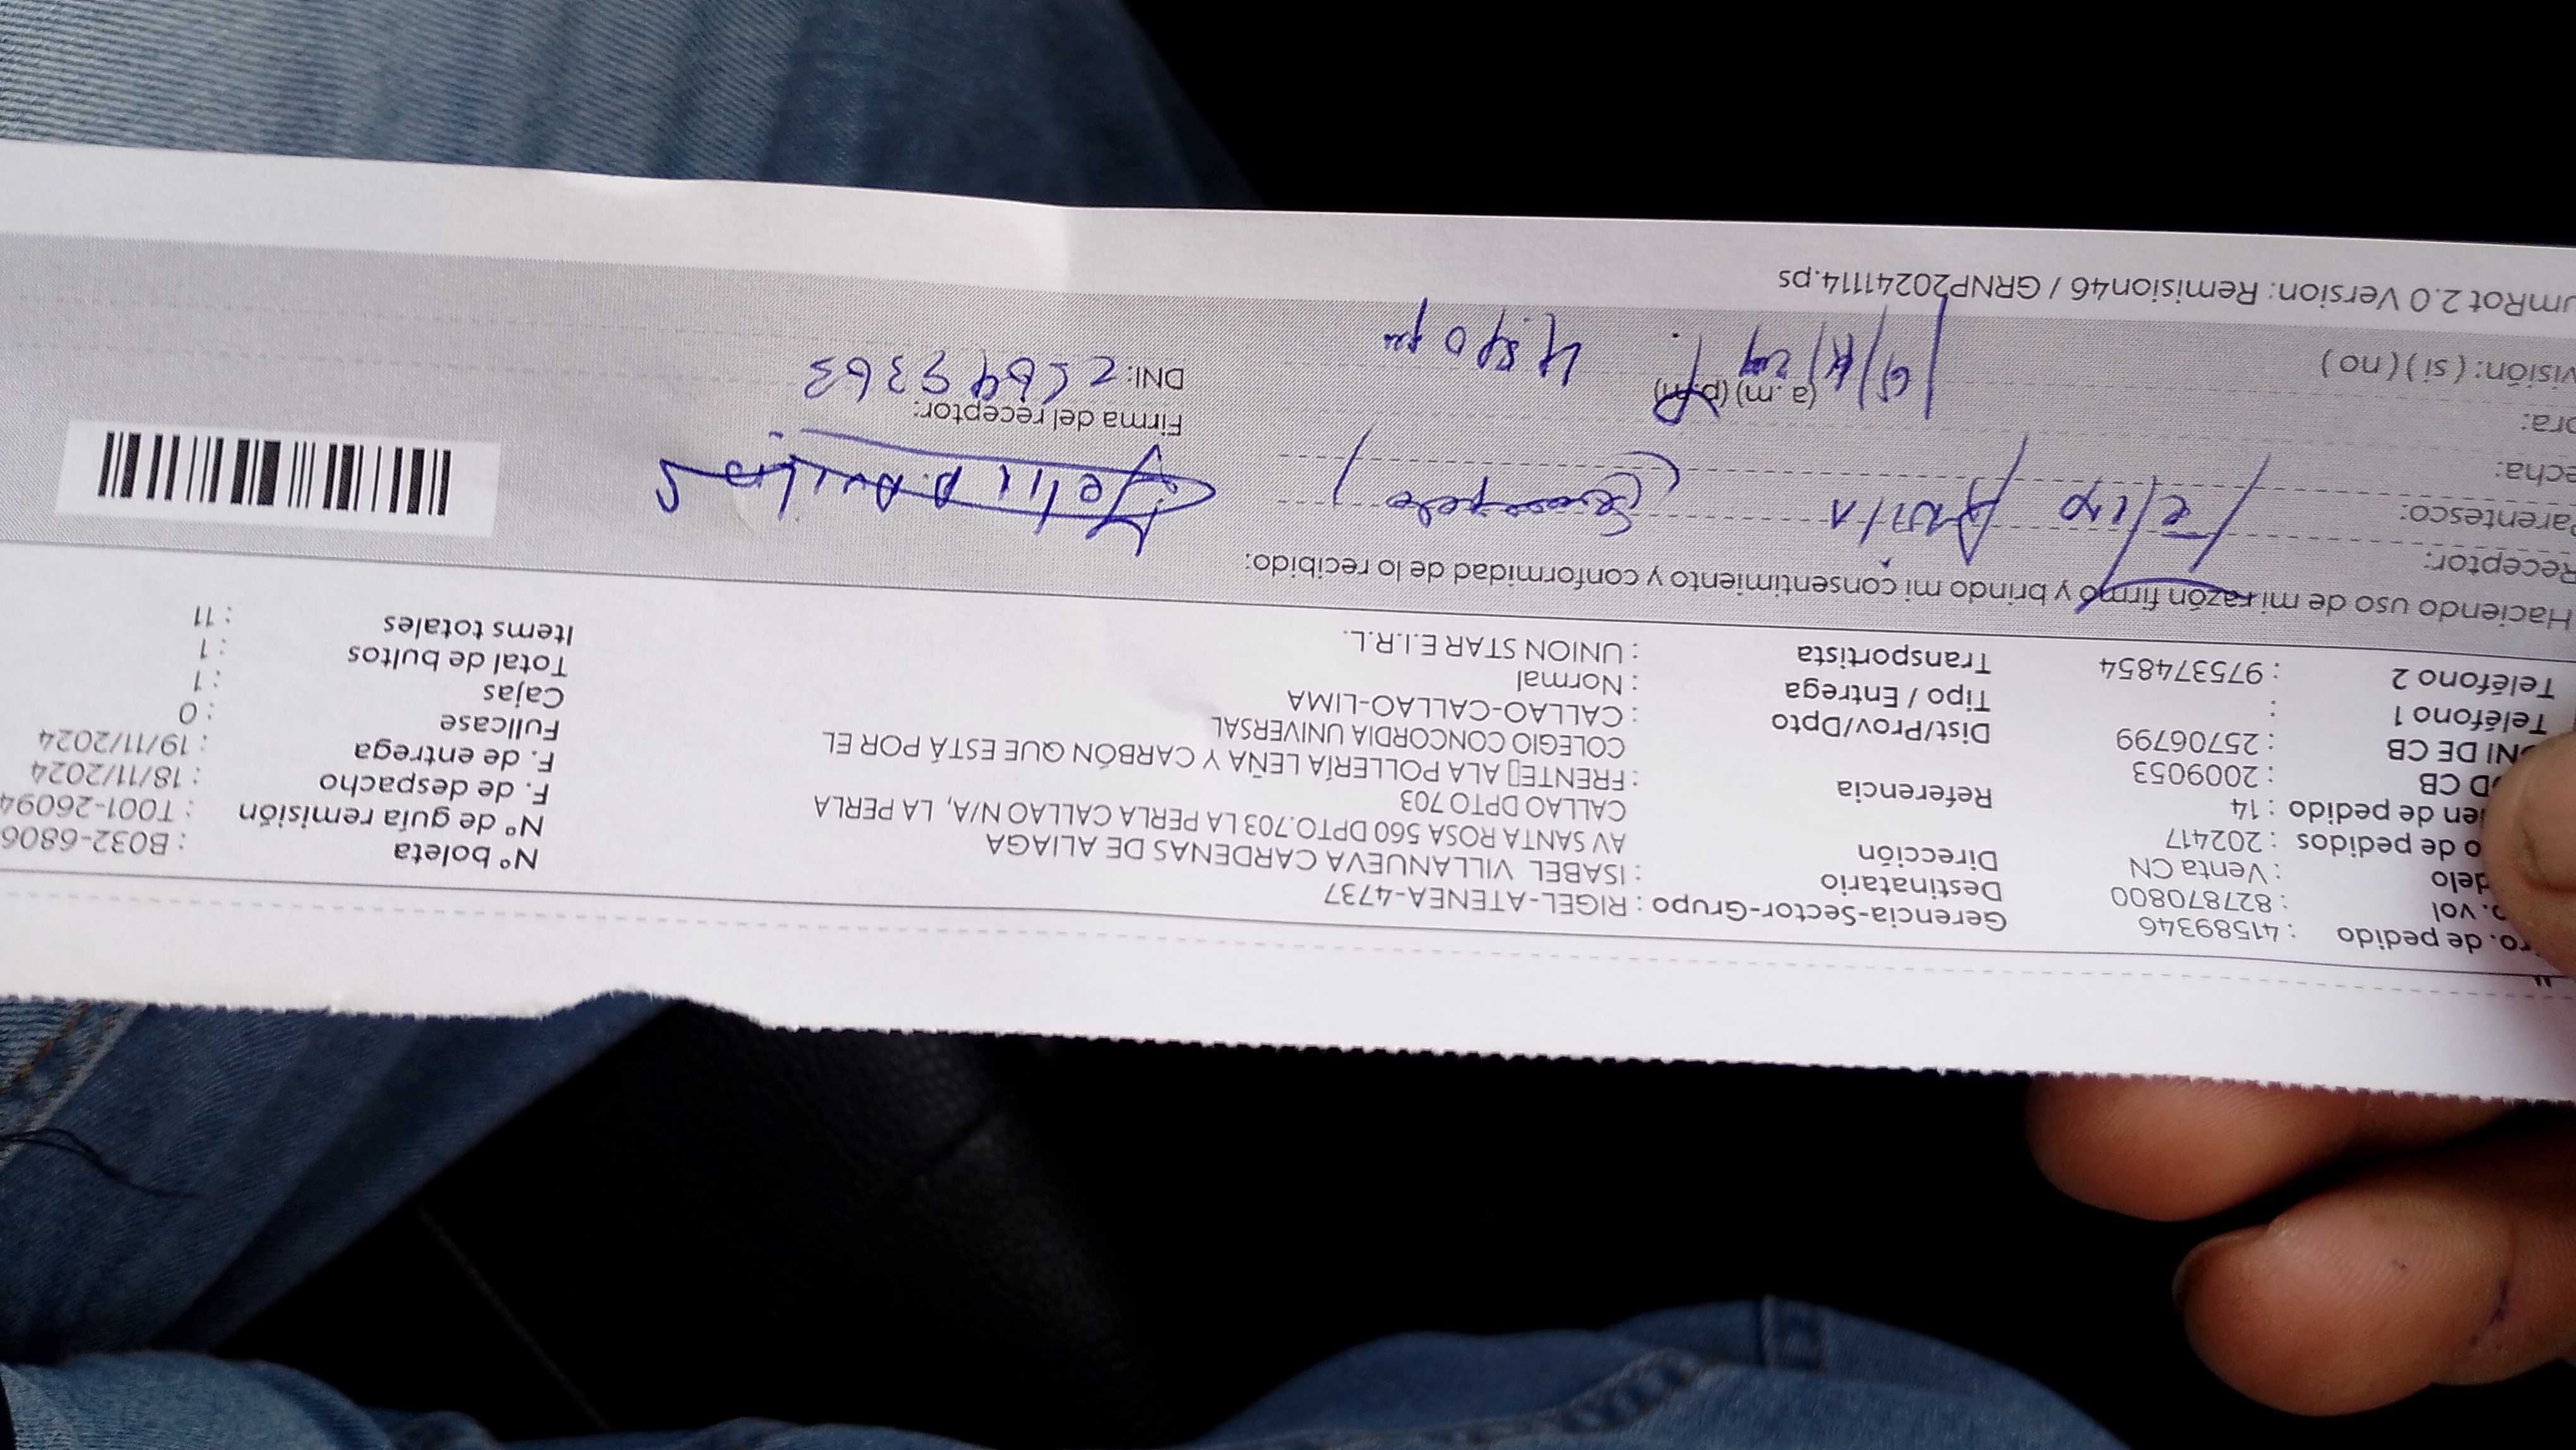 ro. de pedido : 41589346
o. vol : 827870800
delo : Venta CN
o de pedidos : 202417
en de pedido : 14
OD CB : 2009053
NI DE CB : 25706799
Teléfono 1 :
Teléfono 2 : 975374854
Gerencia-Sector-Grupo : RIGEL-ATENEA-4737
Destinatario : ISABEL VILLANUEVA CARDENAS DE ALIAGA
Dirección AV SANTA ROSA 560 DPTO.703 LA PERLA CALLAO N/A, LA PERLA
CALLAO DPTO 703
Referencia : FRENTE▯ ALA POLLERÍA LEÑA Y CARBÓN QUE ESTÁ POR EL
COLEGIO CONCORDIA UNIVERSAL
Dist/Prov/Dpto : CALLAO-CALLAO-LIMA
Tipo / Entrega : Normal
Transportista : UNION STAR E.I.R.L.
Nº boleta : B032-6806
Nº de guía remisión : T001-26094
F. de despacho : 18/11/2024
F. de entrega : 19/11/2024
Fullcase : 0
Cajas : 1
Total de bultos : 1
Items totales : 11
Haciendo uso de mi razón firmo y brindo mi consentimiento y conformidad de lo recibido:
Receptor:
Parentesco:
echa:
ora: (a.m) (p.m)
visión: ( si ) ( no ) 4:40 pm
Firma del receptor:
DNI:
umRot 2.0 Version: Remision46 / GRNP20241114.ps